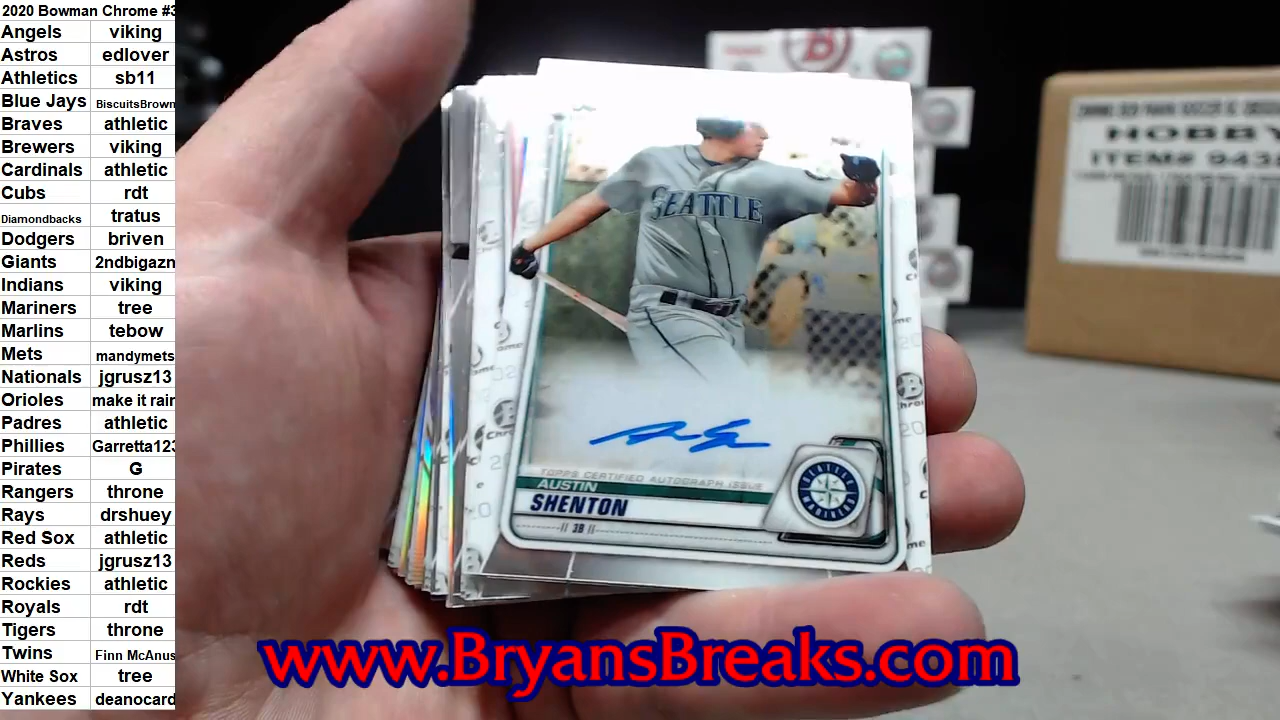 2020 Bowman Chrome #3
Angels viking
Astros edlover
Athletics sb11
Blue Jays BiscuitsBrown
Braves athletic
Brewers viking
Cardinals athletic
Cubs rdt
Diamondbacks tratus
Dodgers briven
Giants 2ndbigazn
Indians viking
Mariners tree
Marlins tebow
Mets mandymets
Nationals jgrusz13
Orioles make it rain
Padres athletic
Phillies Garretta123
Pirates G
Rangers throne
Rays drshuey
Red Sox athletic
Reds jgrusz13
Rockies athletic
Royals rdt
Tigers throne
Twins Finn McAnus
White Sox tree
Yankees deanocard
SEATTLE
TOPPS CERTIFIED AUTOGRAPH ISSUE
AUSTIN
SHENTON
3B
SEATTLE
MARINERS
HOBBY
ITEM# 943
www.BryansBreaks.com